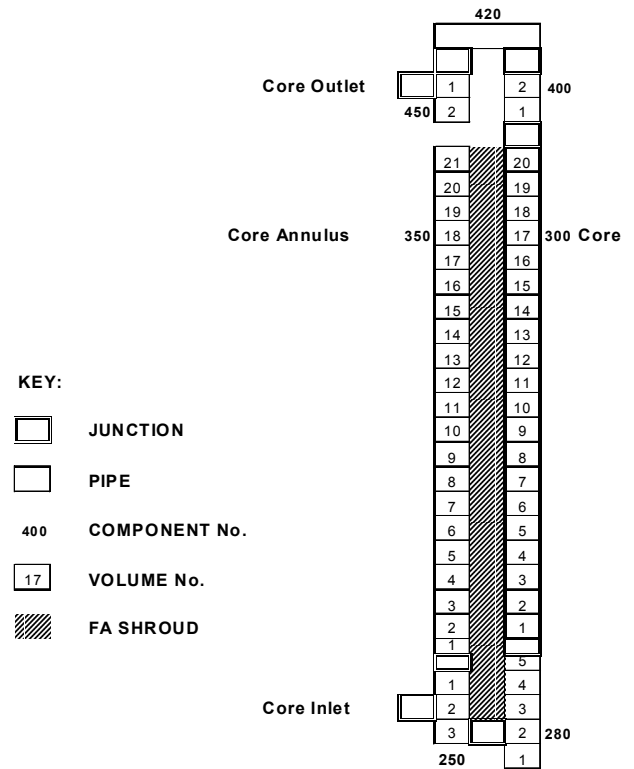 420
Core Outlet 1 2 400
450 2 1
21 20
20 19
19 18
Core Annulus 350 18 17 300 Core
17 16
16 15
15 14
14 13
13 12
KEY:
12 11
11 10
JUNCTION 10 9
9 8
PIPE 8 7
7 6
400 COMPONENT No. 6 5
5 4
17 VOLUME No. 4 3
3 2
FA SHROUD 2 1
1
5
1 4
Core Inlet 2 3
3 2 280
250 1